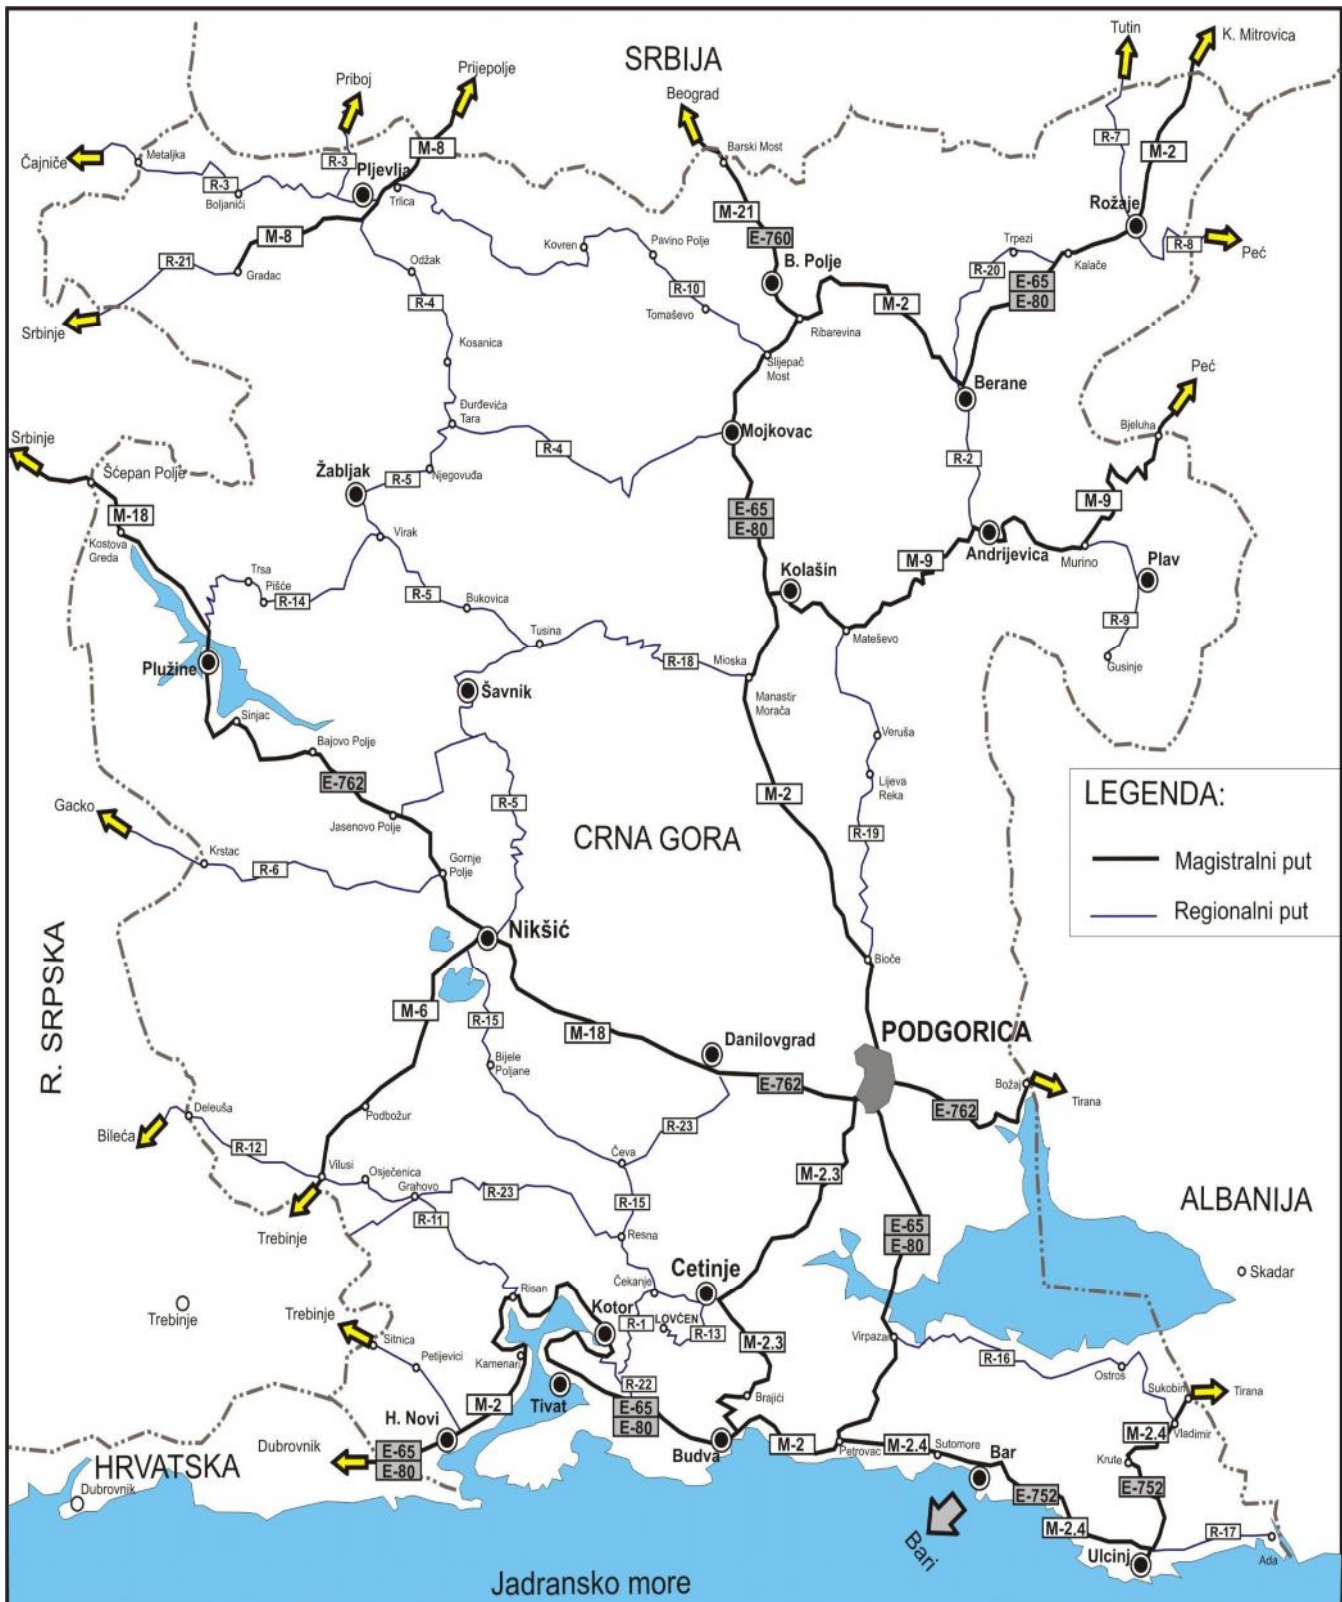 Tutin
K. Mitrovica
SRBIJA
Priboj
Prijepolje
Beograd
Čajniče
Metaljka
R-3
R-3
M-8
Barski Most
R-7
M-2
Boljanići
Pljevlja
Trlica
M-21
Rožaje
M-8
E-760
Kovren
Pavino Polje
Trpezi
R-8
Peć
R-21
Gradac
Odžak
B. Polje
R-20
Kalače
R-4
R-10
M-2
E-65
E-80
Srbinje
Tomaševo
Ribarevina
Kosanica
Slijepač
Most
Peć
Berane
Đurđevića
Tara
Srbinje
Mojkovac
Bjeluha
Šćepan Polje
R-4
R-2
Žabljak
R-5
Njegovuđa
M-18
E-65
E-80
M-9
Kostova
Greda
Virak
Andrijevica
Murino
Trsa
Pišče
R-14
R-5
Bukovica
Kolašin
M-9
Plav
Tusina
Mateševo
R-9
Plužine
R-18
Mioska
Gusinje
Šavnik
Manastir
Morača
Sinjac
Veruša
Bajovo Polje
E-762
Lijeva
Reka
M-2
LEGENDA:
Gacko
R-5
Jasenovo Polje
CRNA GORA
R-19
Magistralni put
Krstac
R-6
Gornje
Polje
Regionalni put
R. SRPSKA
Nikšić
Bioče
M-6
R-15
M-18
Danilovgrad
PODGORICA
Bijele
Poljane
E-762
Božaj
E-762
Tirana
Deleuša
Podbožur
Bileća
R-23
R-12
Čeva
Vilusi
Osječenica
Grahovo
R-23
M-2.3
R-15
ALBANIJA
R-11
Trebinje
Resna
E-65
E-80
Skadar
Cetinje
Čekanje
Risan
Trebinje
Trebinje
Kotor
R-1
LOVĆEN
R-13
M-2.3
Sitnica
Virpazar
Kamenari
R-16
Petijevici
Ostros
Sukobin
Tirana
R-22
Tivat
Brajići
M-2
E-65
E-80
M-2.4
Vladimir
H. Novi
Dubrovnik
E-65
E-80
Budva
M-2
Petrovac
M-2.4
Sutomore
Bar
Krute
HRVATSKA
Dubrovnik
E-752
E-752
Bari
M-2.4
R-17
Ulcinj
Ada
Jadransko more